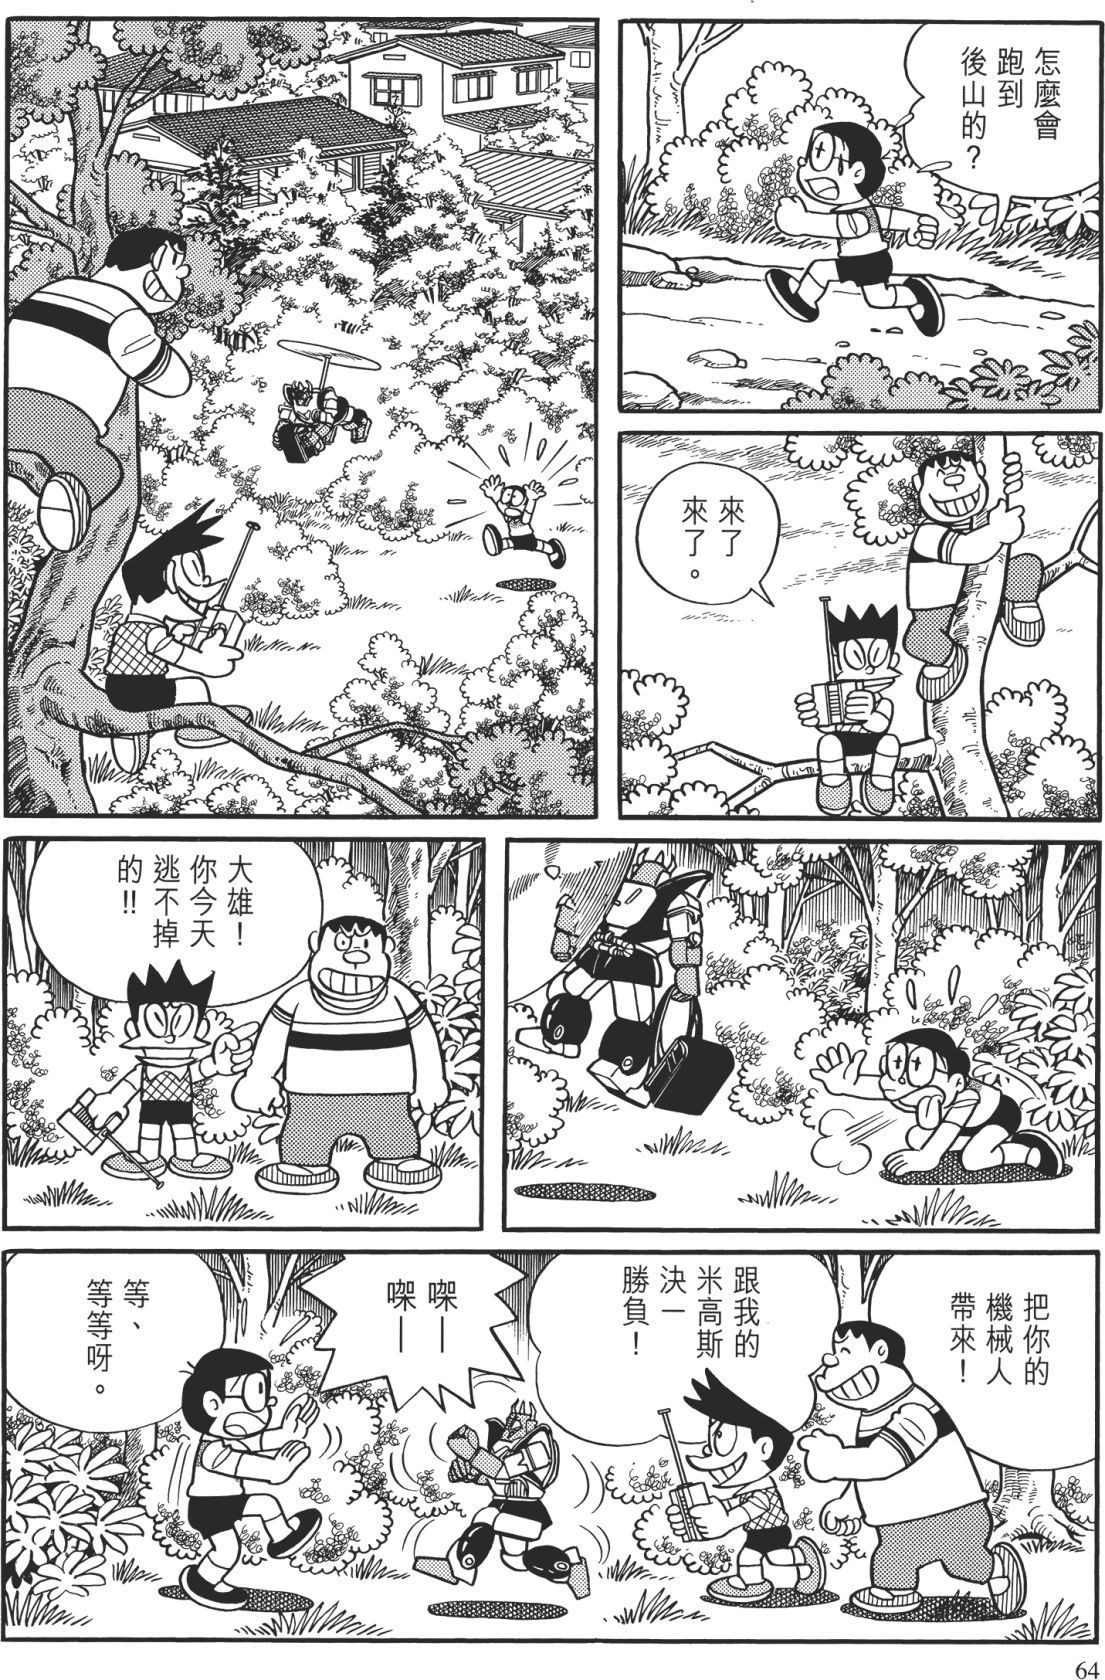 怎麼會
跑到
後山的？
來了
來了。
大雄！
你今天
逃不掉
的!!
把你的
機械人
帶來！
跟我的
米高斯
決一
勝負！
㗎—
㗎—
等、
等等呀。
64